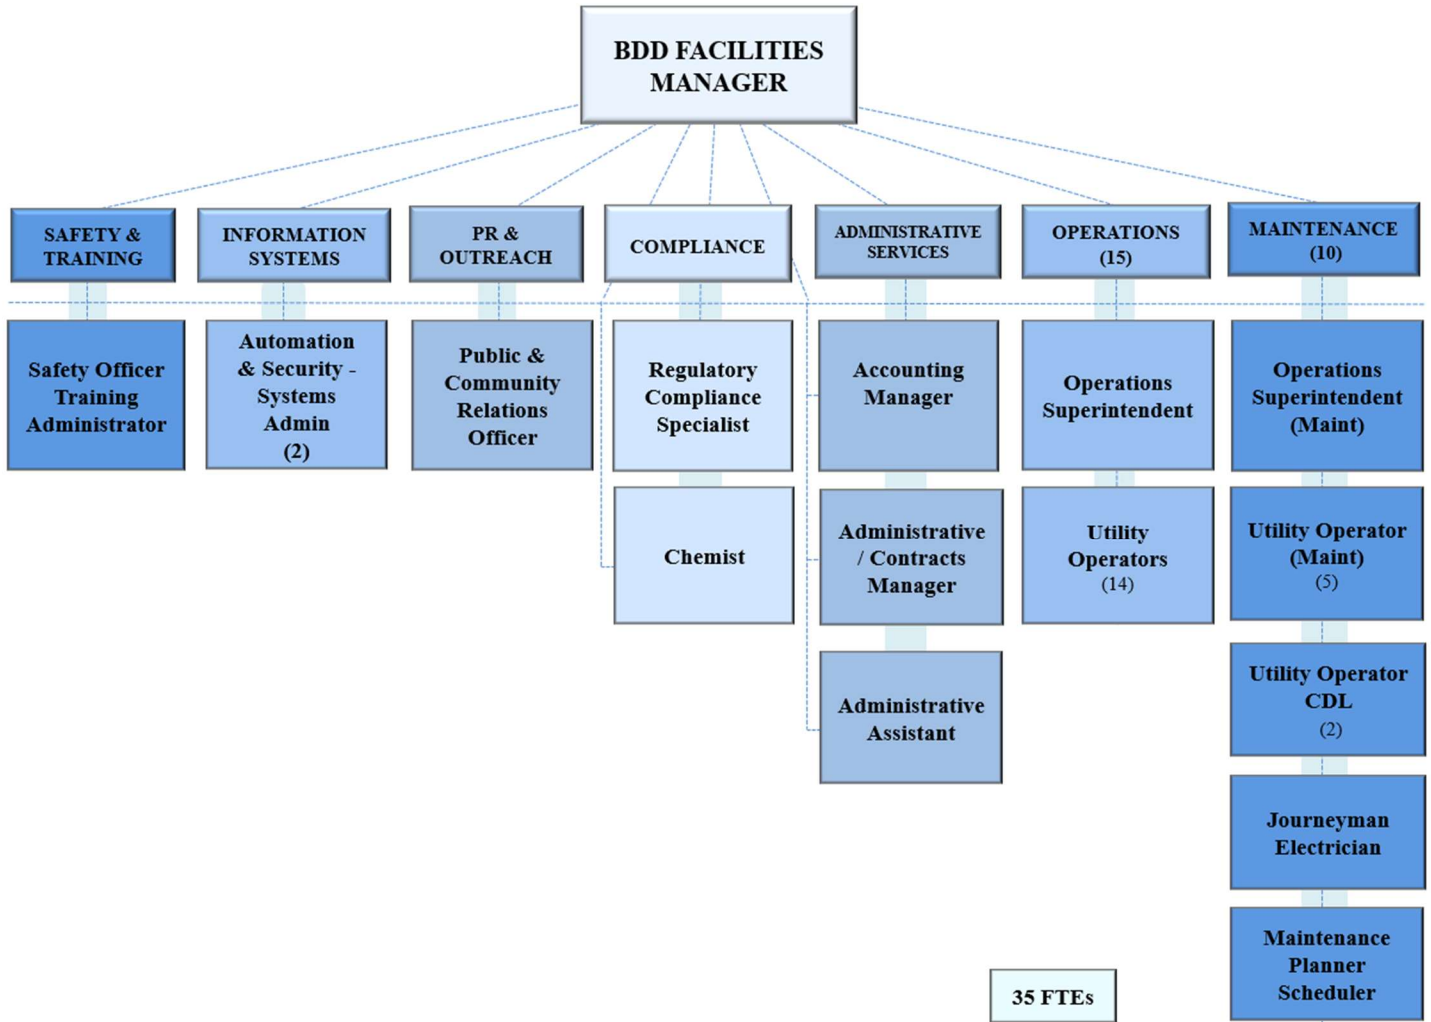 BDD FACILITIES
MANAGER
SAFETY &
TRAINING
INFORMATION
SYSTEMS
PR &
OUTREACH
COMPLIANCE
ADMINISTRATIVE
SERVICES
OPERATIONS
(15)
MAINTENANCE
(10)
Safety Officer
Training
Administrator
Automation
& Security -
Systems
Admin
(2)
Public &
Community
Relations
Officer
Regulatory
Compliance
Specialist
Accounting
Manager
Operations
Superintendent
Operations
Superintendent
(Maint)
Chemist
Administrative
/ Contracts
Manager
Utility
Operators
(14)
Utility Operator
(Maint)
(5)
Administrative
Assistant
Utility Operator
CDL
(2)
Journeyman
Electrician
Maintenance
Planner
Scheduler
35 FTEs